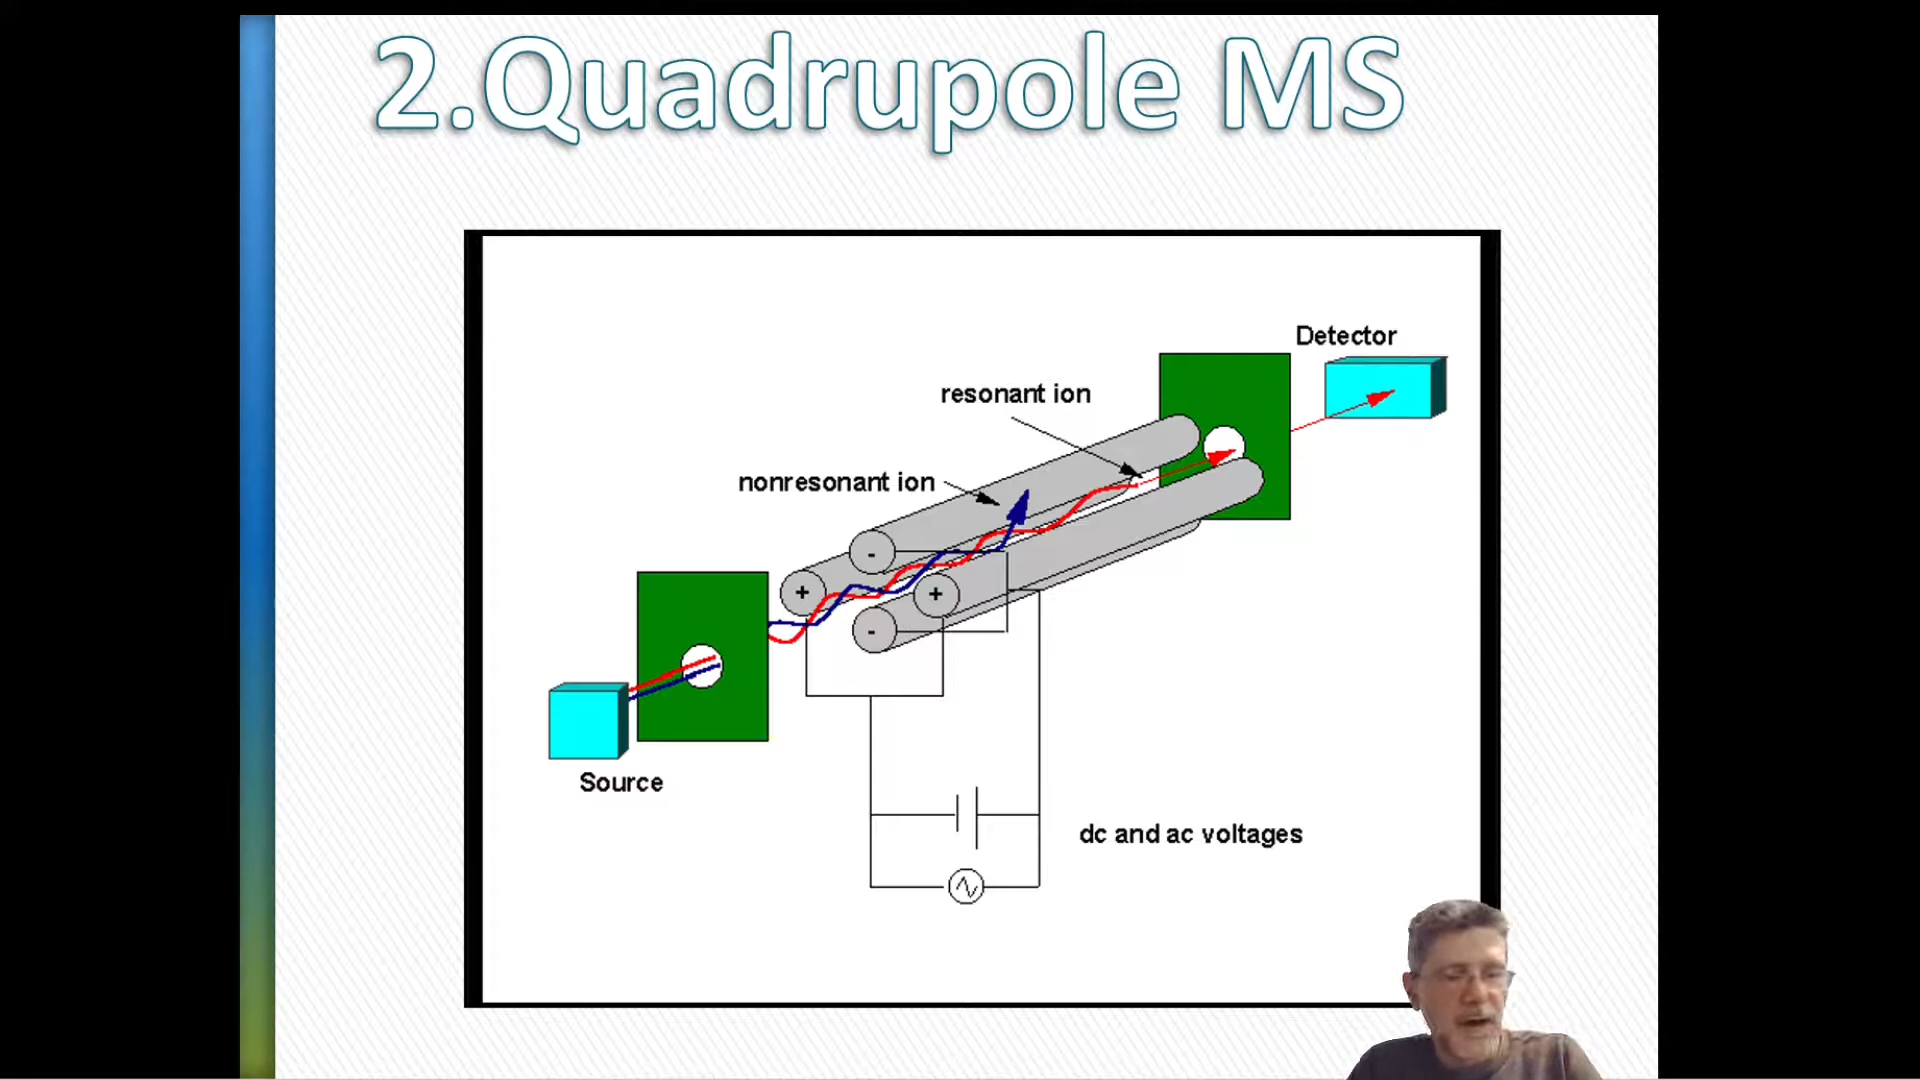 2.Quadrupole MS
Detector
resonant ion
nonresonant ion
-
+
+
-
Source
dc and ac voltages